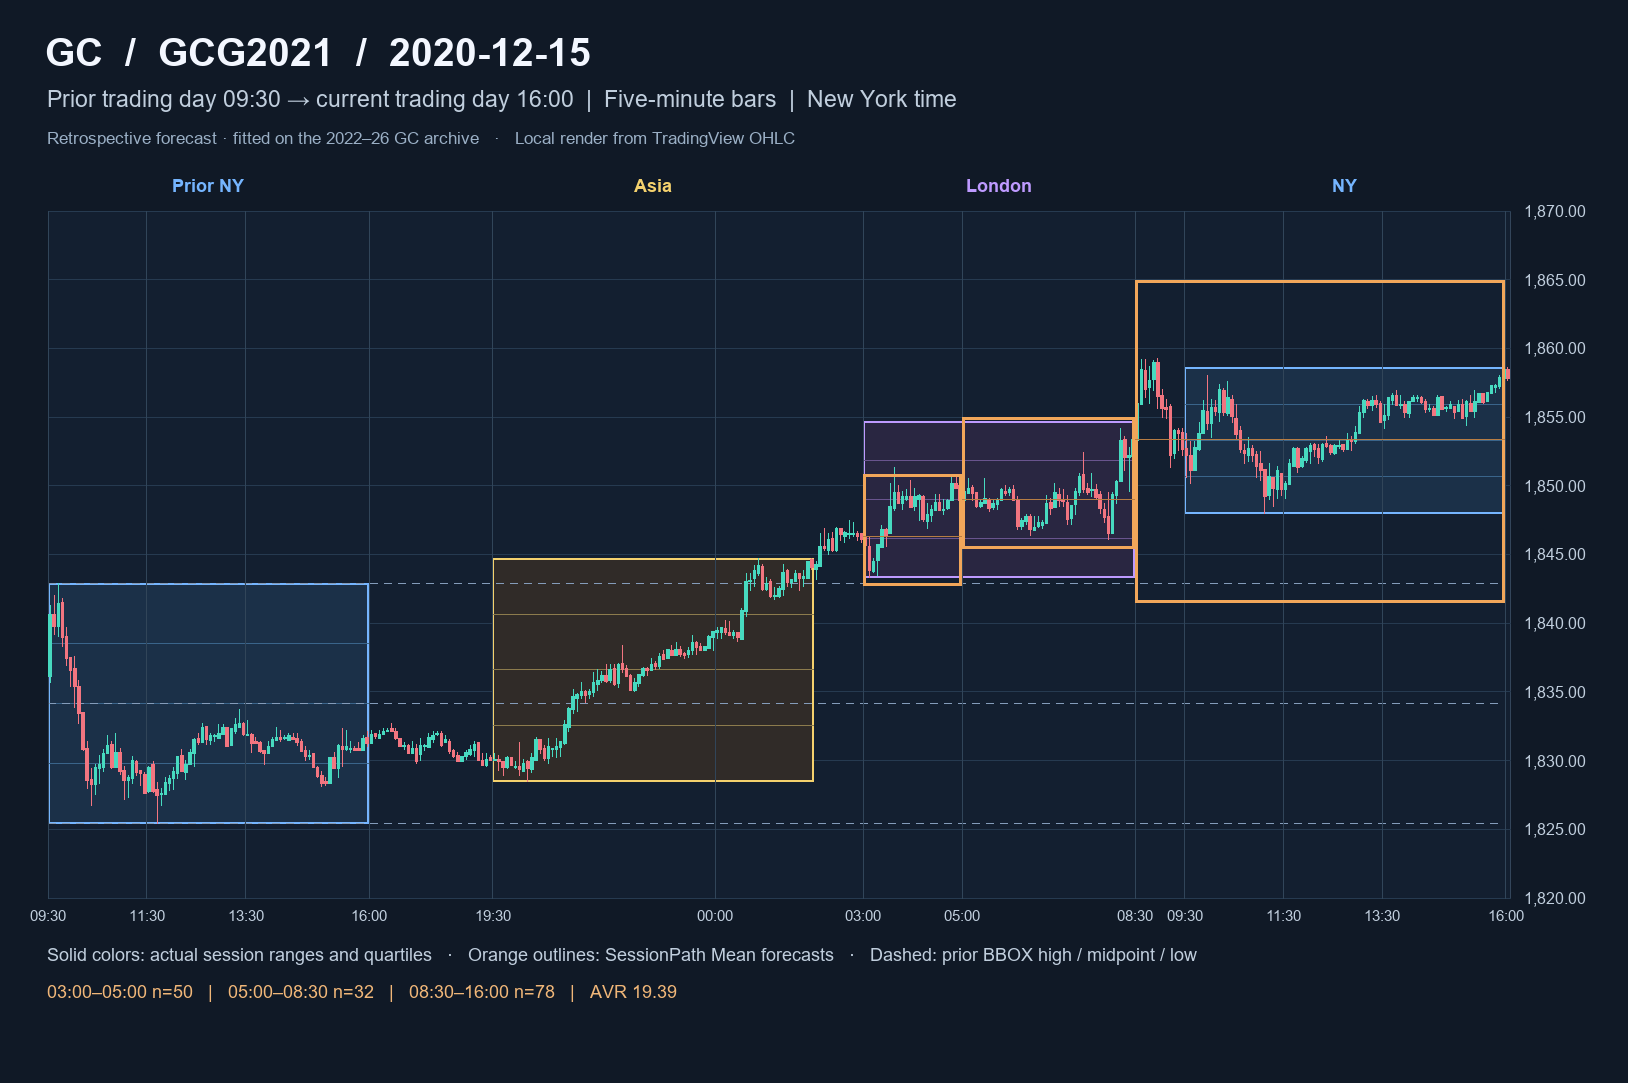 GC / GCG2021 / 2020-12-15
Prior trading day 09:30 → current trading day 16:00 | Five-minute bars | New York time
Retrospective forecast · fitted on the 2022–26 GC archive · Local render from TradingView OHLC
Prior NY Asia London NY
1,870.00
1,865.00
1,860.00
1,855.00
1,850.00
1,845.00
1,840.00
1,835.00
1,830.00
1,825.00
1,820.00
09:30 11:30 13:30 16:00 19:30 00:00 03:00 05:00 08:30 09:30 11:30 13:30 16:00
Solid colors: actual session ranges and quartiles · Orange outlines: SessionPath Mean forecasts · Dashed: prior BBOX high / midpoint / low
03:00–05:00 n=50 | 05:00–08:30 n=32 | 08:30–16:00 n=78 | AVR 19.39